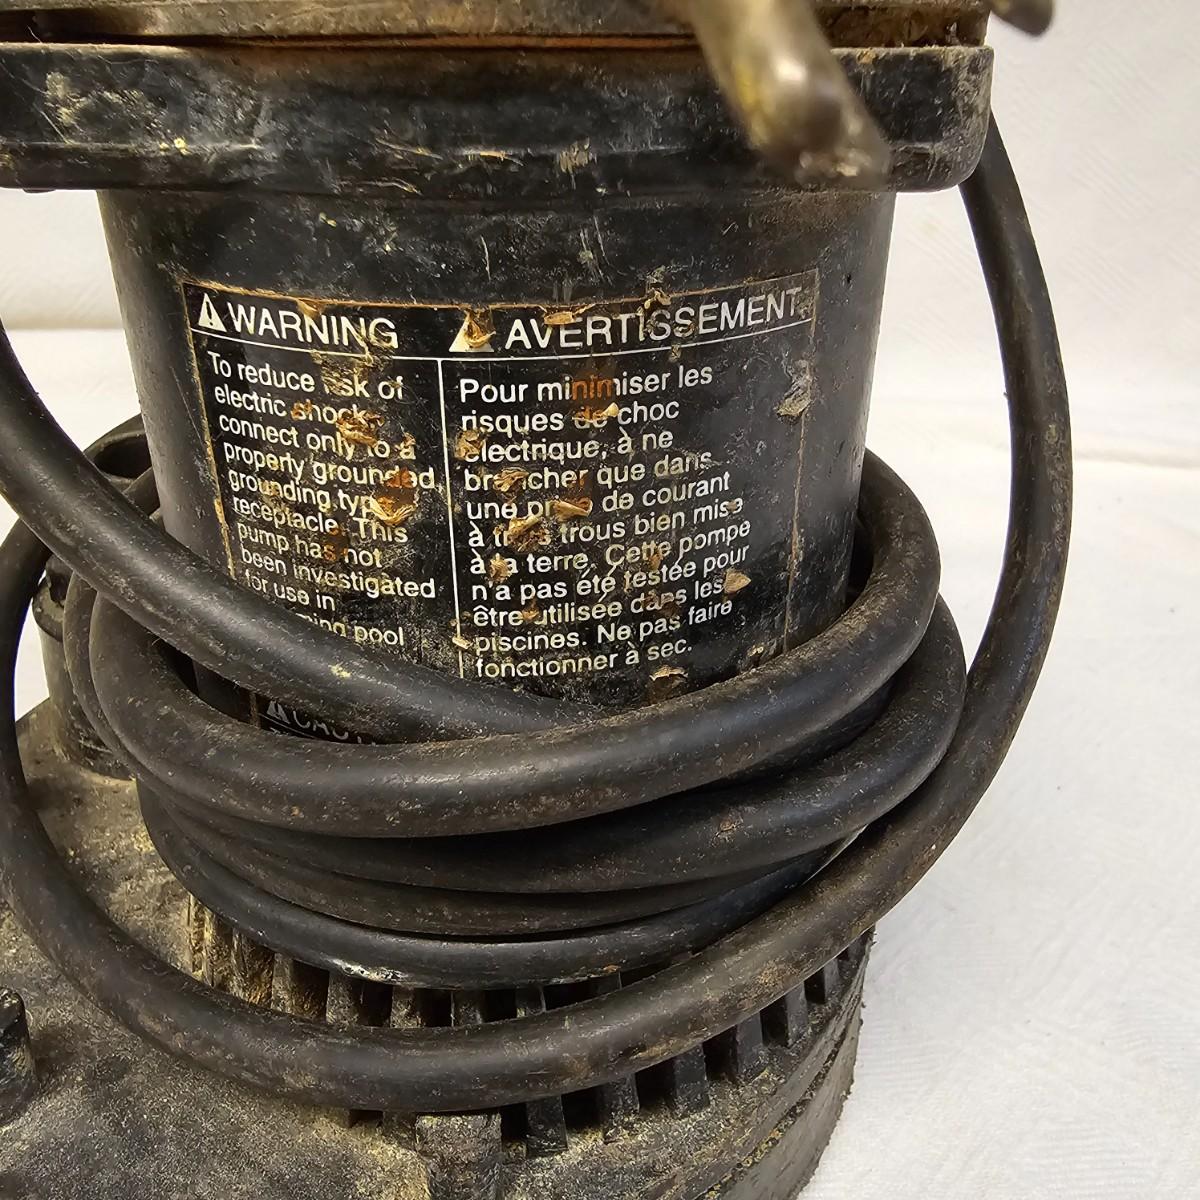 WARNING
To reduce risk of
electric shock,
connect only to a
properly grounded,
grounding type
receptacle. This
pump has not
been investigated
for use in
pool
AVERTISSEMENT
Pour minimiser les
risques de choc
électrique, à ne
brancher que dans
une prise de courant
à trois trous bien mise
à la terre. Cette pompe
n'a pas été testée pour
être utilisée dans les
piscines. Ne pas faire
fonctionner à sec.